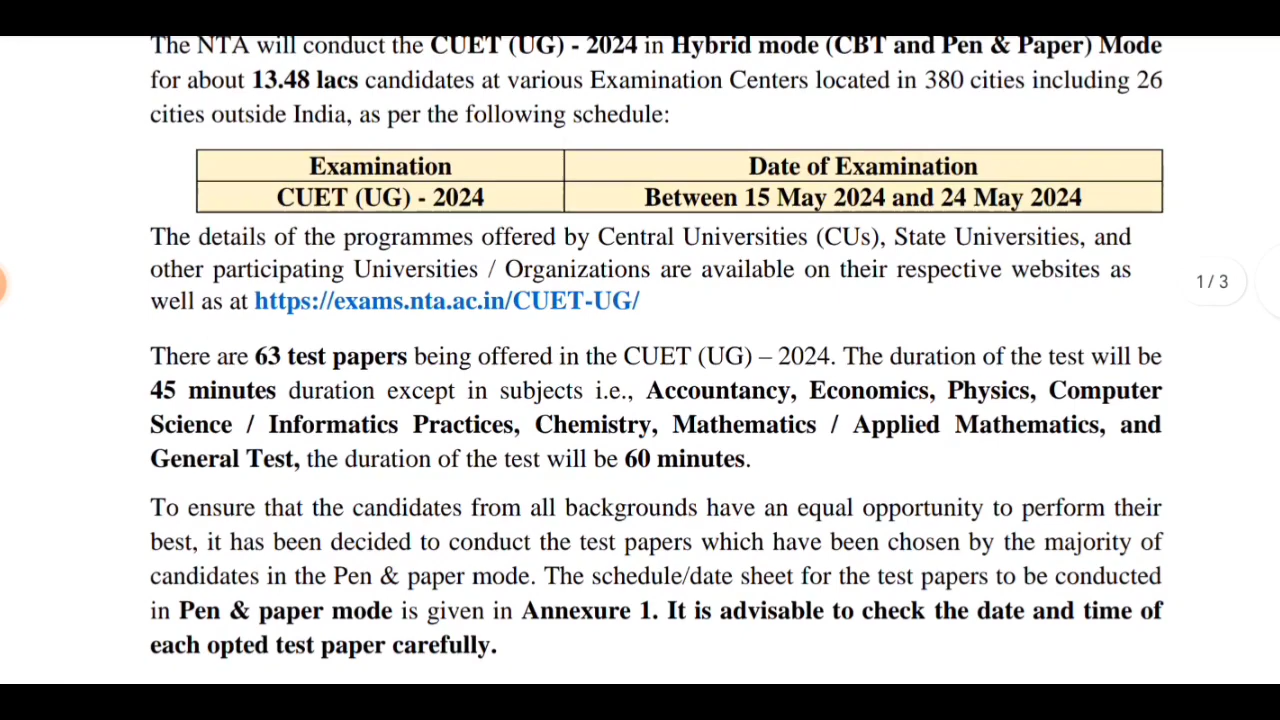 The NTA will conduct the CUET (UG) - 2024 in Hybrid mode (CBT and Pen & Paper) Mode
for about 13.48 lacs candidates at various Examination Centers located in 380 cities including 26
cities outside India, as per the following schedule:
Examination Date of Examination
CUET (UG) - 2024 Between 15 May 2024 and 24 May 2024
The details of the programmes offered by Central Universities (CUs), State Universities, and
other participating Universities / Organizations are available on their respective websites as
well as at https://exams.nta.ac.in/CUET-UG/
1 / 3
There are 63 test papers being offered in the CUET (UG) – 2024. The duration of the test will be
45 minutes duration except in subjects i.e., Accountancy, Economics, Physics, Computer
Science / Informatics Practices, Chemistry, Mathematics / Applied Mathematics, and
General Test, the duration of the test will be 60 minutes.
To ensure that the candidates from all backgrounds have an equal opportunity to perform their
best, it has been decided to conduct the test papers which have been chosen by the majority of
candidates in the Pen & paper mode. The schedule/date sheet for the test papers to be conducted
in Pen & paper mode is given in Annexure 1. It is advisable to check the date and time of
each opted test paper carefully.